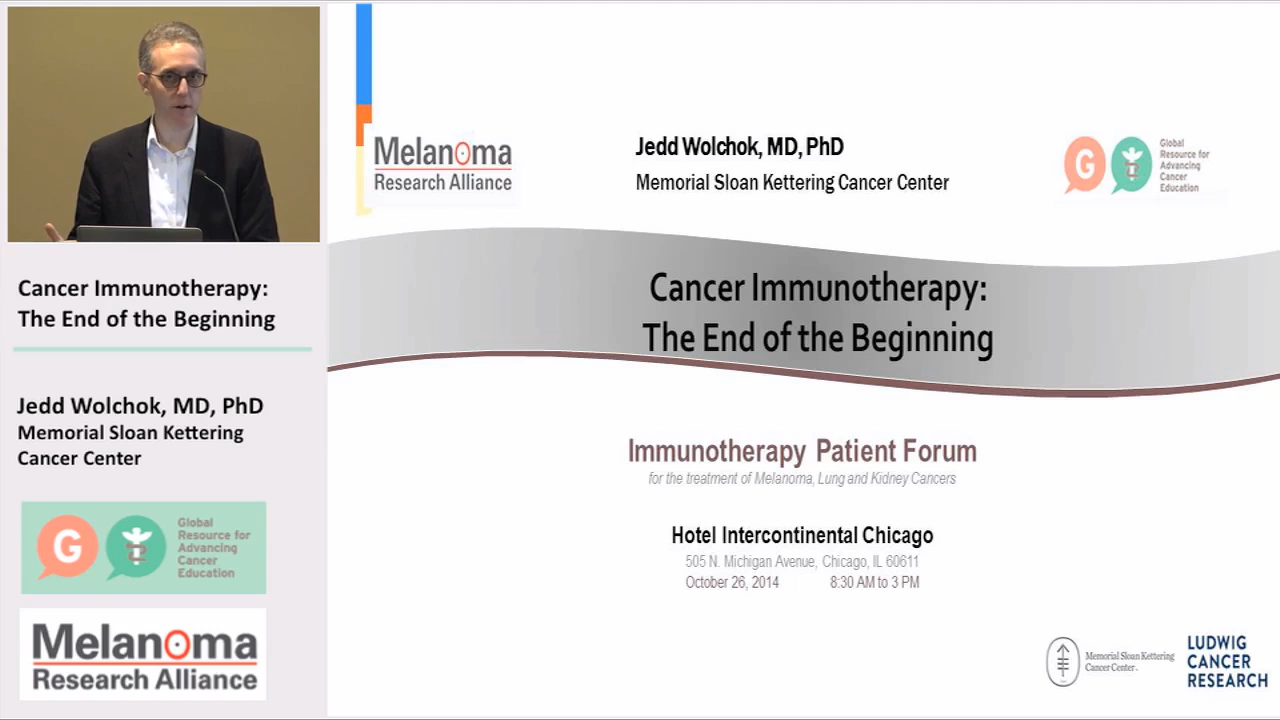 Cancer Immunotherapy:
The End of the Beginning
Jedd Wolchok, MD, PhD
Memorial Sloan Kettering
Cancer Center
G
Global
Resource for
Advancing
Cancer
Education
Melanoma
Research Alliance
Melanoma
Research Alliance
Jedd Wolchok, MD, PhD
Memorial Sloan Kettering Cancer Center
G
Global
Resource for
Advancing
Cancer
Education
Cancer Immunotherapy:
The End of the Beginning
Immunotherapy Patient Forum
for the treatment of Melanoma, Lung and Kidney Cancers
Hotel Intercontinental Chicago
505 N. Michigan Avenue, Chicago, IL 60611
October 26, 2014 8:30 AM to 3 PM
Memorial Sloan Kettering
Cancer Center
LUDWIG
CANCER
RESEARCH